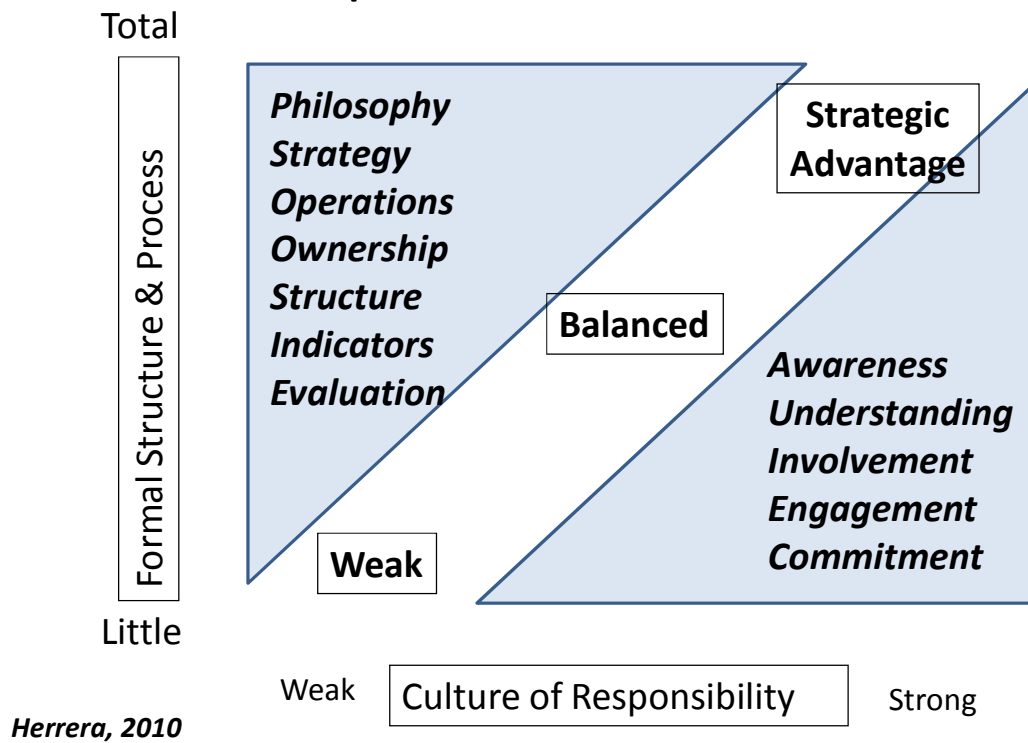 Total
Formal Structure & Process
Little
Philosophy
Strategy
Operations
Ownership
Structure
Indicators
Evaluation
Strategic
Advantage
Balanced
Weak
Awareness
Understanding
Involvement
Engagement
Commitment
Weak
Culture of Responsibility
Strong
Herrera, 2010